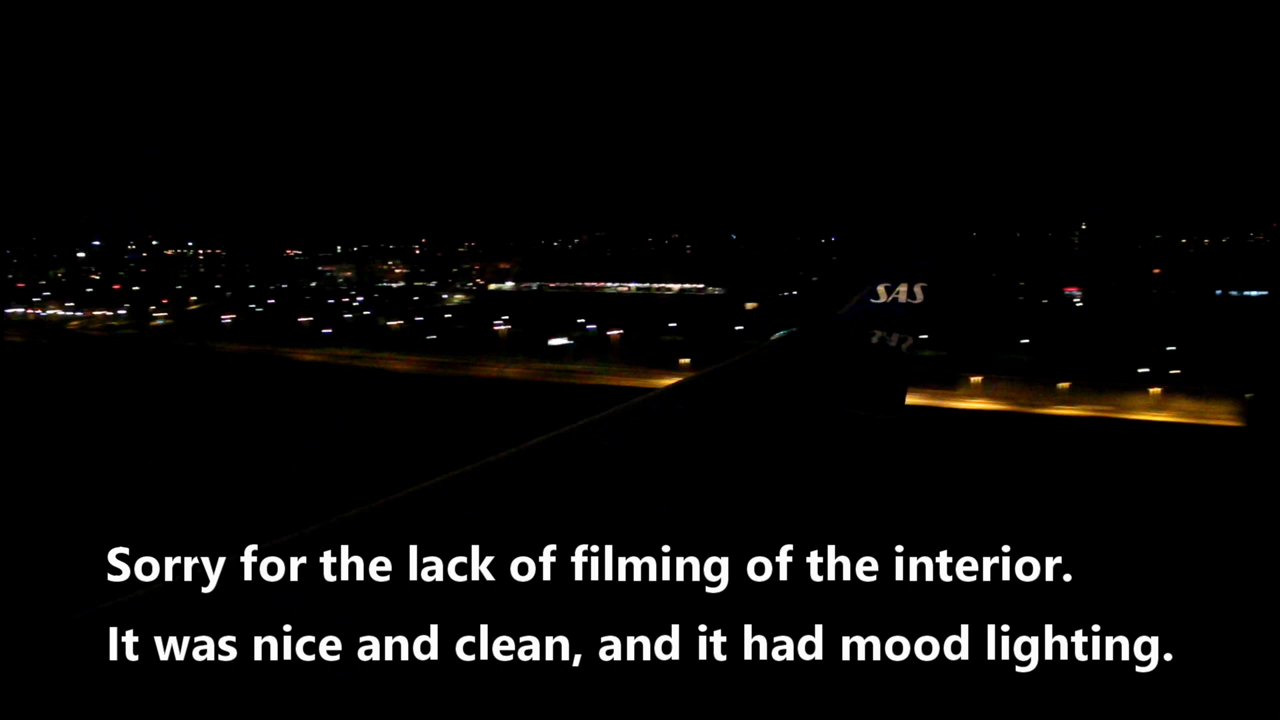 SAS
Sorry for the lack of filming of the interior.
It was nice and clean, and it had mood lighting.